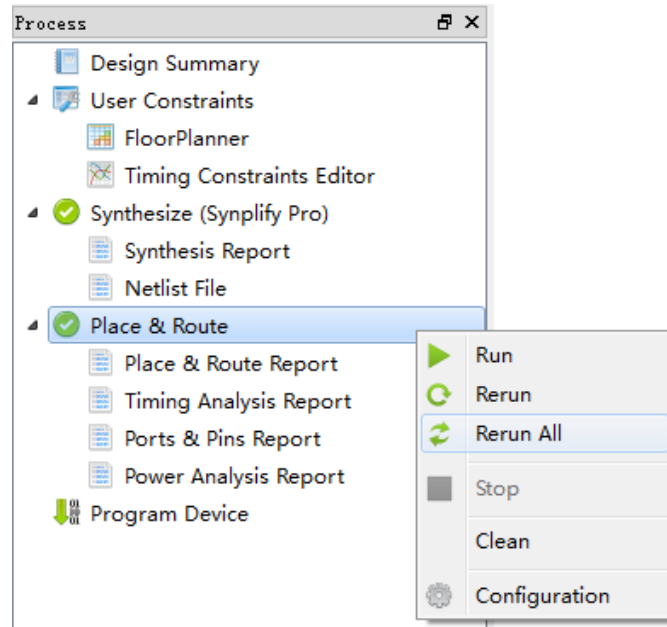 Process
Design Summary
User Constraints
FloorPlanner
Timing Constraints Editor
Synthesize (Synplify Pro)
Synthesis Report
Netlist File
Place & Route
Place & Route Report
Timing Analysis Report
Ports & Pins Report
Power Analysis Report
Program Device
Run
Rerun
Rerun All
Stop
Clean
Configuration